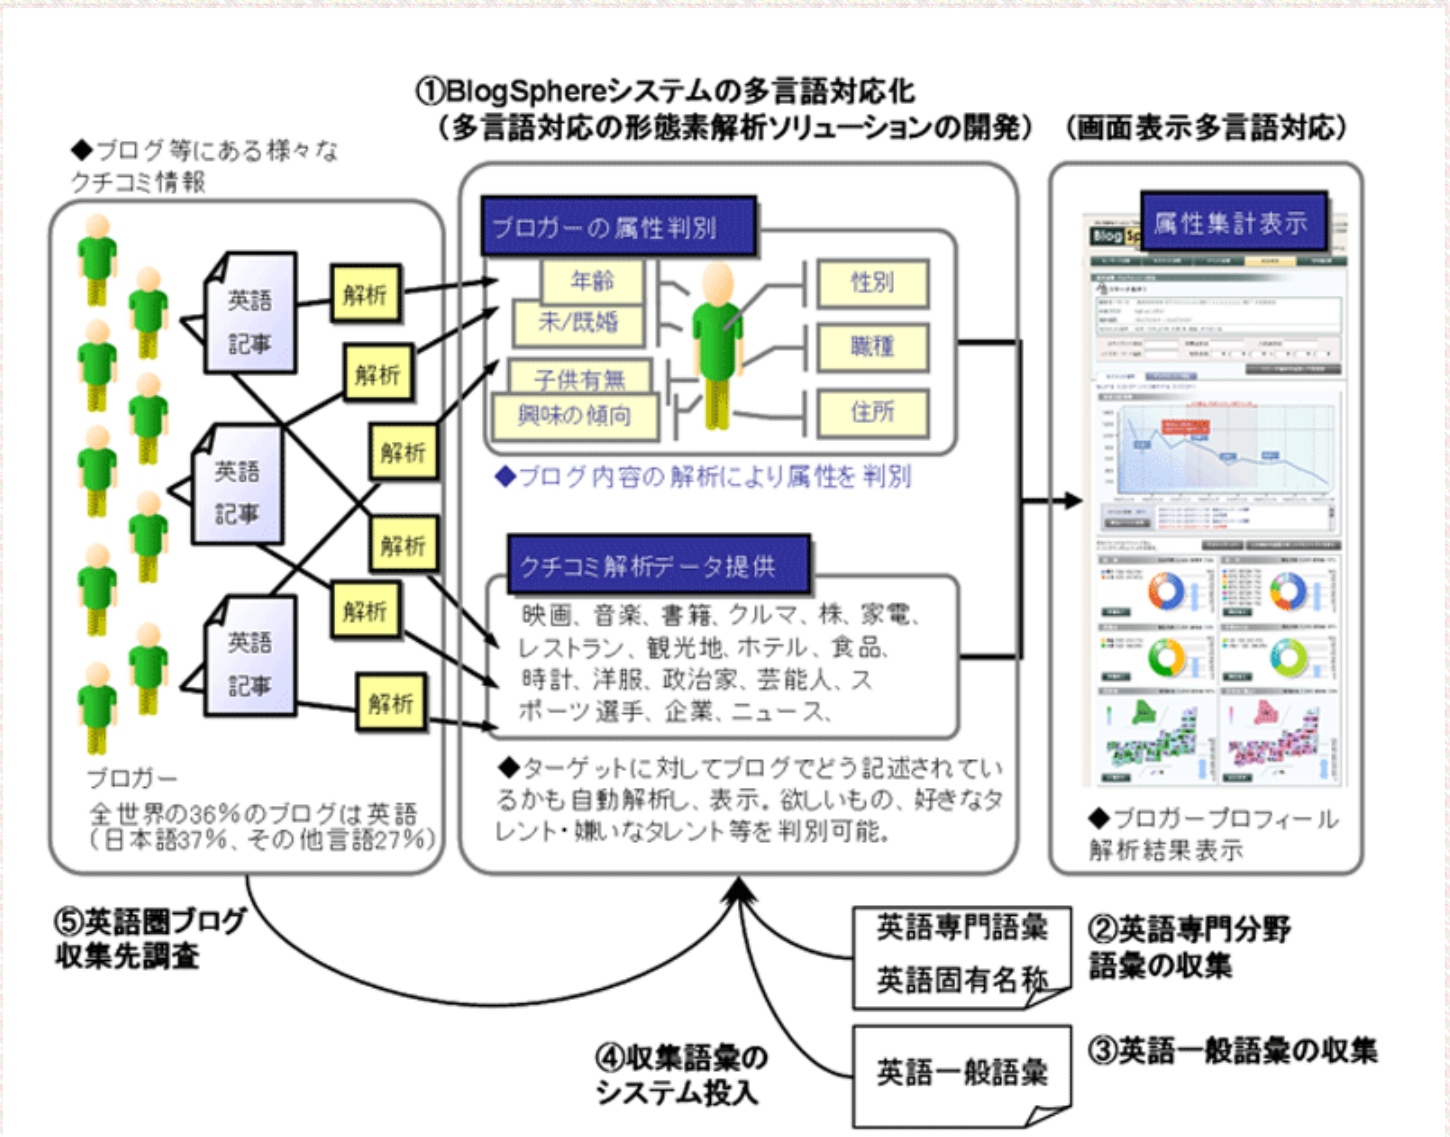 ①BlogSphereシステムの多言語対応化
（多言語対応の形態素解析ソリューションの開発）
（画面表示多言語対応）
◆ブログ等にある様々な
クチコミ情報
英語
記事
英語
記事
英語
記事
解析
解析
解析
解析
解析
解析
ブロガー
全世界の36%のブログは英語
（日本語37%、その他言語27%）
ブロガーの属性判別
年齢
未/既婚
子供有無
興味の傾向
性別
職種
住所
◆ブログ内容の解析により属性を判別
クチコミ解析データ提供
映画、音楽、書籍、クルマ、株、家電、
レストラン、観光地、ホテル、食品、
時計、洋服、政治家、芸能人、ス
ポーツ選手、企業、ニュース、
◆ターゲットに対してブログでどう記述されてい
るかも自動解析し、表示。欲しいもの、好きなタ
レント・嫌いなタレント等を判別可能。
属性集計表示
Blog
◆ブロガープロフィール
解析結果表示
⑤英語圏ブログ
収集先調査
英語専門語彙
英語固有名称
②英語専門分野
語彙の収集
英語一般語彙
③英語一般語彙の収集
④収集語彙の
システム投入